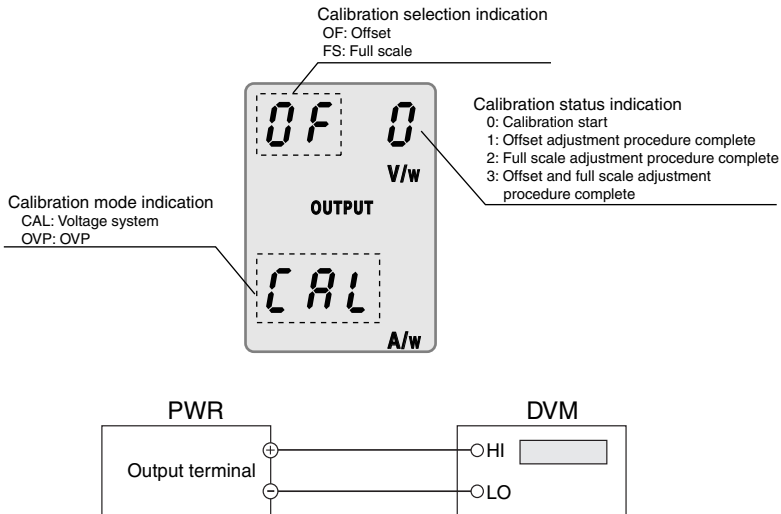 Calibration selection indication
OF: Offset
FS: Full scale
OF 0
V/w
OUTPUT
CAL
A/w
Calibration status indication
0: Calibration start
1: Offset adjustment procedure complete
2: Full scale adjustment procedure complete
3: Offset and full scale adjustment
procedure complete
Calibration mode indication
CAL: Voltage system
OVP: OVP
PWR
DVM
Output terminal
+
HI
−
LO